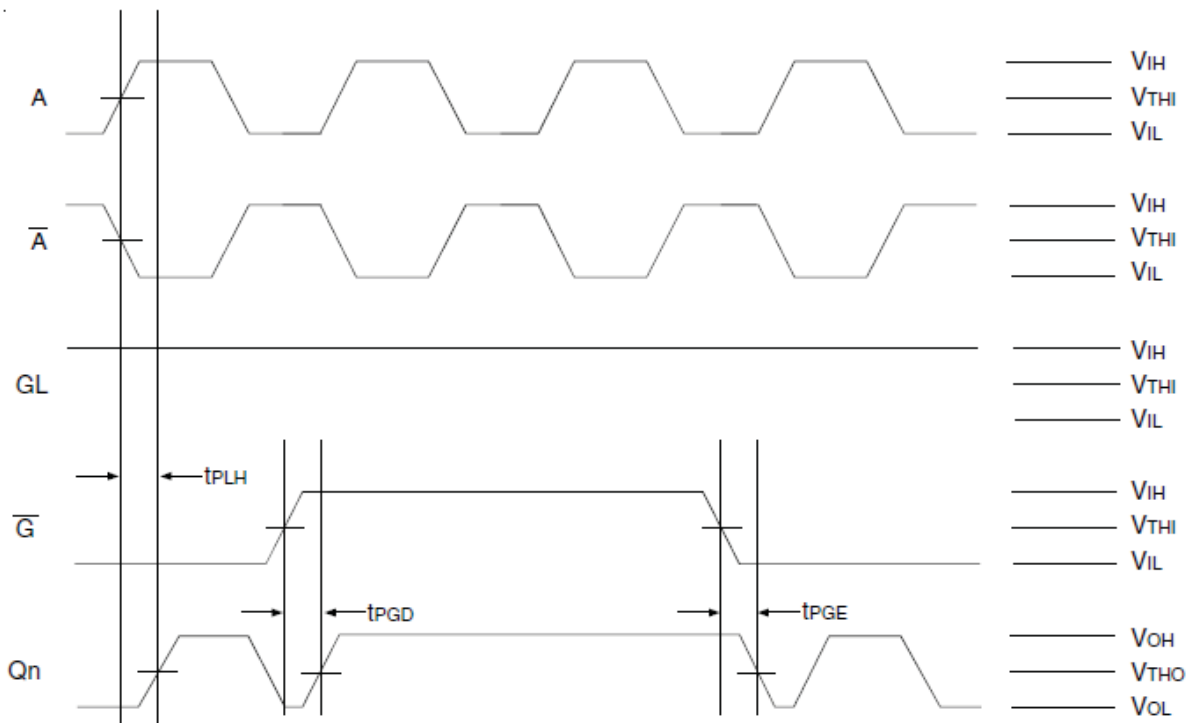 A
VIH
VTHI
VIL
A
VIH
VTHI
VIL
GL
VIH
VTHI
VIL
tPLH
G
VIH
VTHI
VIL
tPGD
tPGE
Qn
VOH
VTHO
VOL